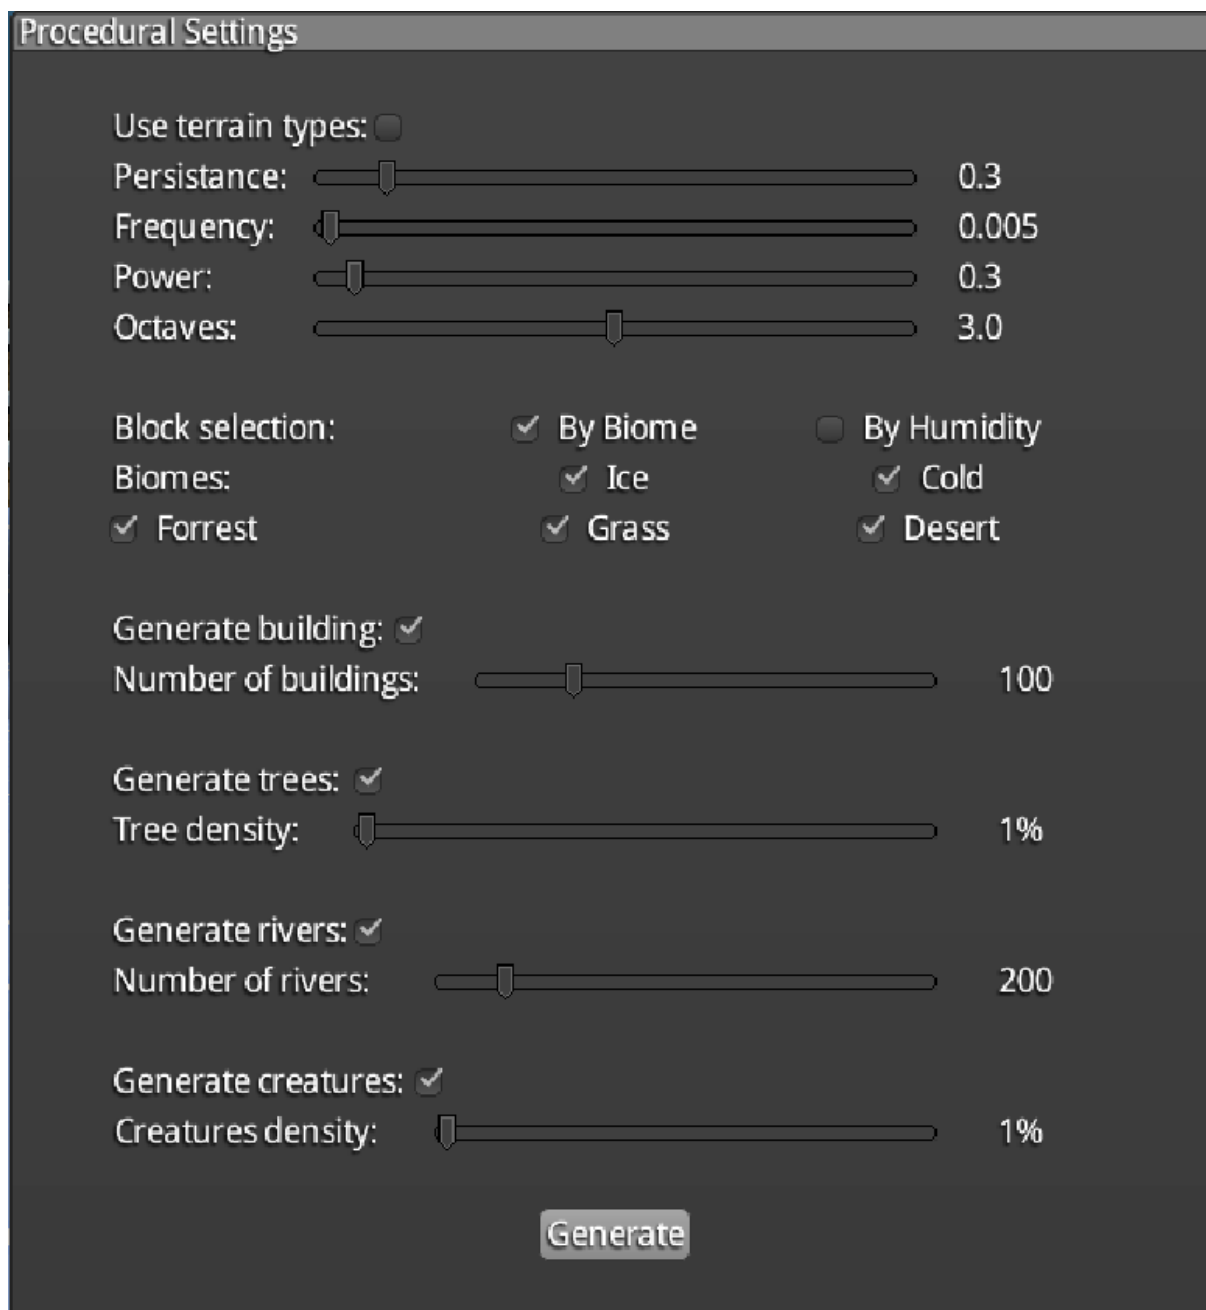 Procedural Settings
Use terrain types:
Persistance: 0.3
Frequency: 0.005
Power: 0.3
Octaves: 3.0
Block selection: By Biome By Humidity
Biomes: Ice Cold
Forrest Grass Desert
Generate building:
Number of buildings: 100
Generate trees:
Tree density: 1%
Generate rivers:
Number of rivers: 200
Generate creatures:
Creatures density: 1%
Generate